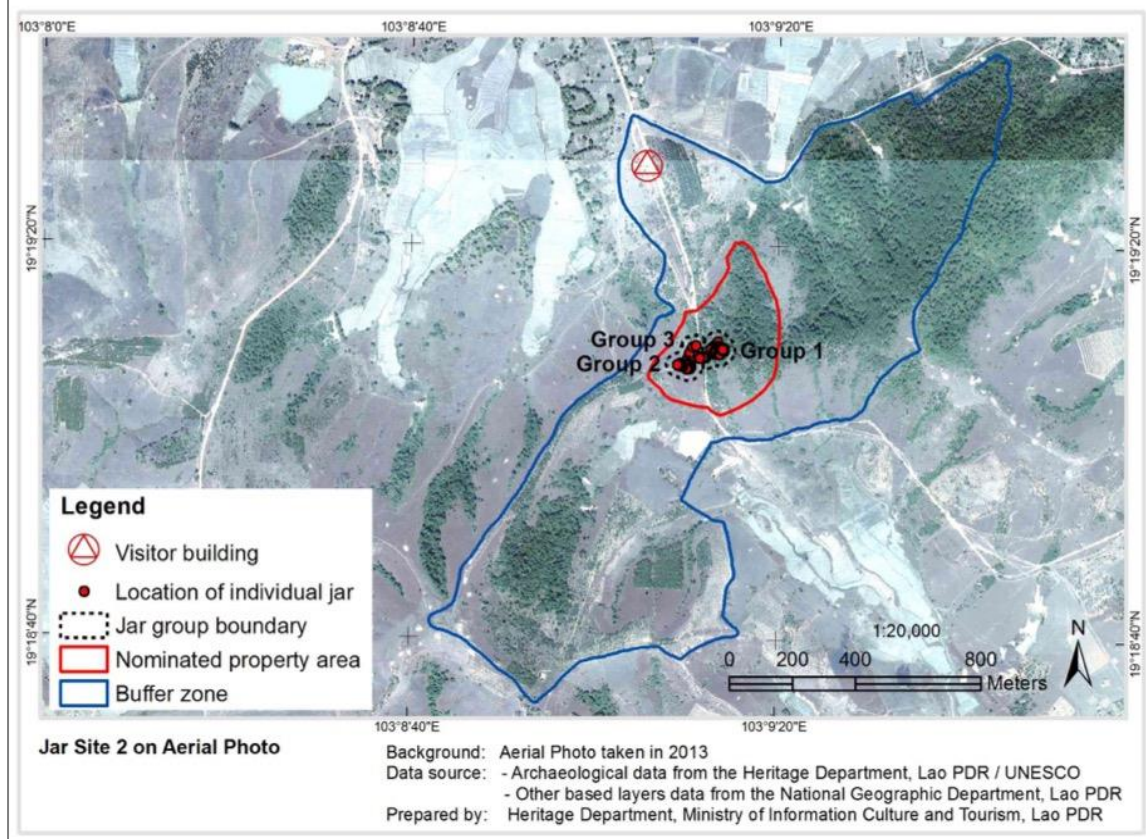 103°8'0"E 103°8'40"E 103°9'20"E
19°19'20"N
19°19'20"N
Group 3
Group 2
Group 1
Legend
Visitor building
Location of individual jar
Jar group boundary
Nominated property area
Buffer zone
19°18'40"N
19°18'40"N
1:20,000
N
0 200 400 800
Meters
103°8'40"E 103°9'20"E
Jar Site 2 on Aerial Photo
Background: Aerial Photo taken in 2013
Data source: - Archaeological data from the Heritage Department, Lao PDR / UNESCO
- Other based layers data from the National Geographic Department, Lao PDR
Prepared by: Heritage Department, Ministry of Information Culture and Tourism, Lao PDR